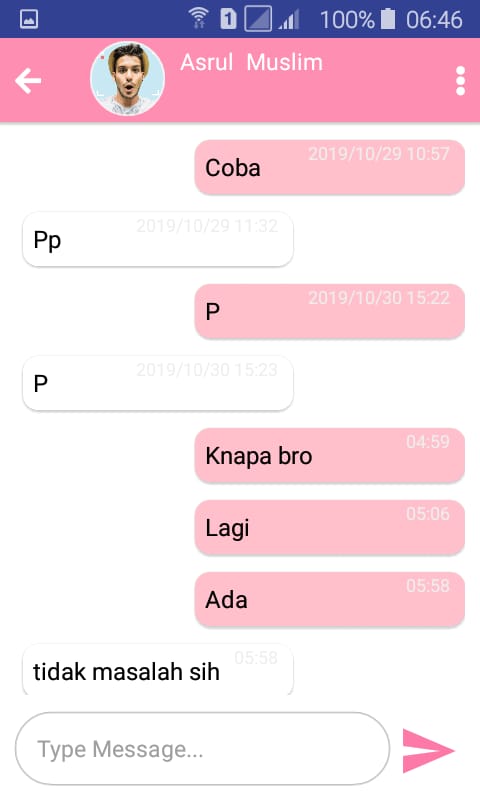 1 100% 06:46
Asrul Muslim
2019/10/29 10:57
Coba
2019/10/29 11:32
Pp
2019/10/30 15:22
P
2019/10/30 15:23
P
04:59
Knapa bro
05:06
Lagi
05:58
Ada
05:58
tidak masalah sih
Type Message...